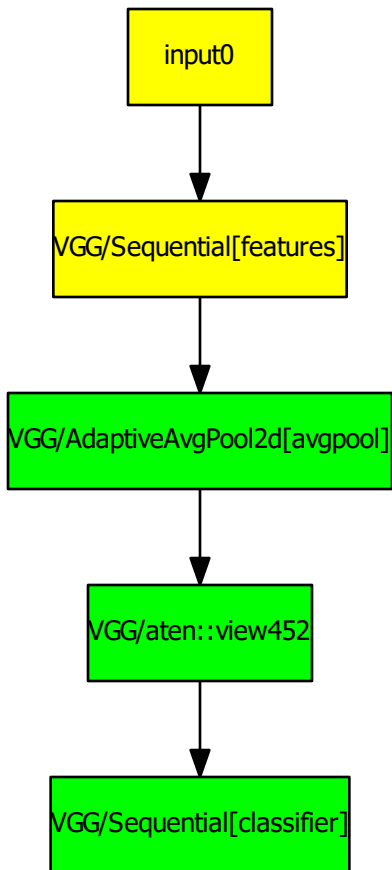 input0
VGG/Sequential[features]
VGG/AdaptiveAvgPool2d[avgpool]
VGG/aten::view452
VGG/Sequential[classifier]